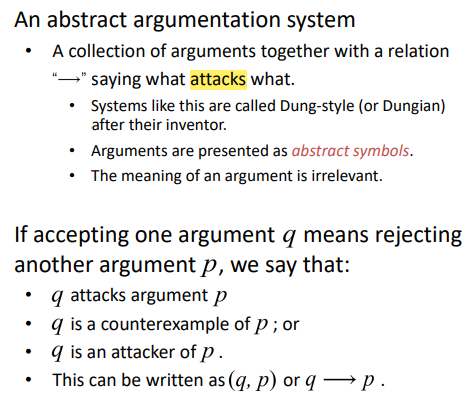 An abstract argumentation system
• A collection of arguments together with a relation
“⟶” saying what attacks what.
• Systems like this are called Dung-style (or Dungian)
after their inventor.
• Arguments are presented as abstract symbols.
• The meaning of an argument is irrelevant.
If accepting one argument q means rejecting
another argument p, we say that:
• q attacks argument p
• q is a counterexample of p ; or
• q is an attacker of p .
• This can be written as (q, p) or q ⟶ p .